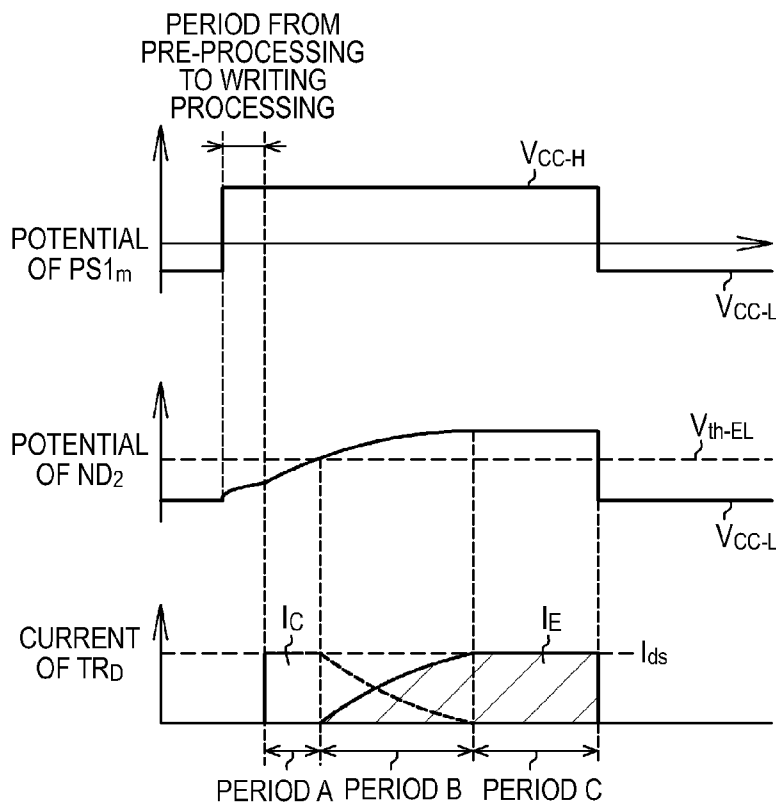 PERIOD FROM
PRE-PROCESSING
TO WRITING
PROCESSING
VCC-H
POTENTIAL
OF PS1m
VCC-L
POTENTIAL
OF ND2
Vth-EL
VCC-L
CURRENT
OF TRD
IC
IE
Ids
PERIOD A
PERIOD B
PERIOD C